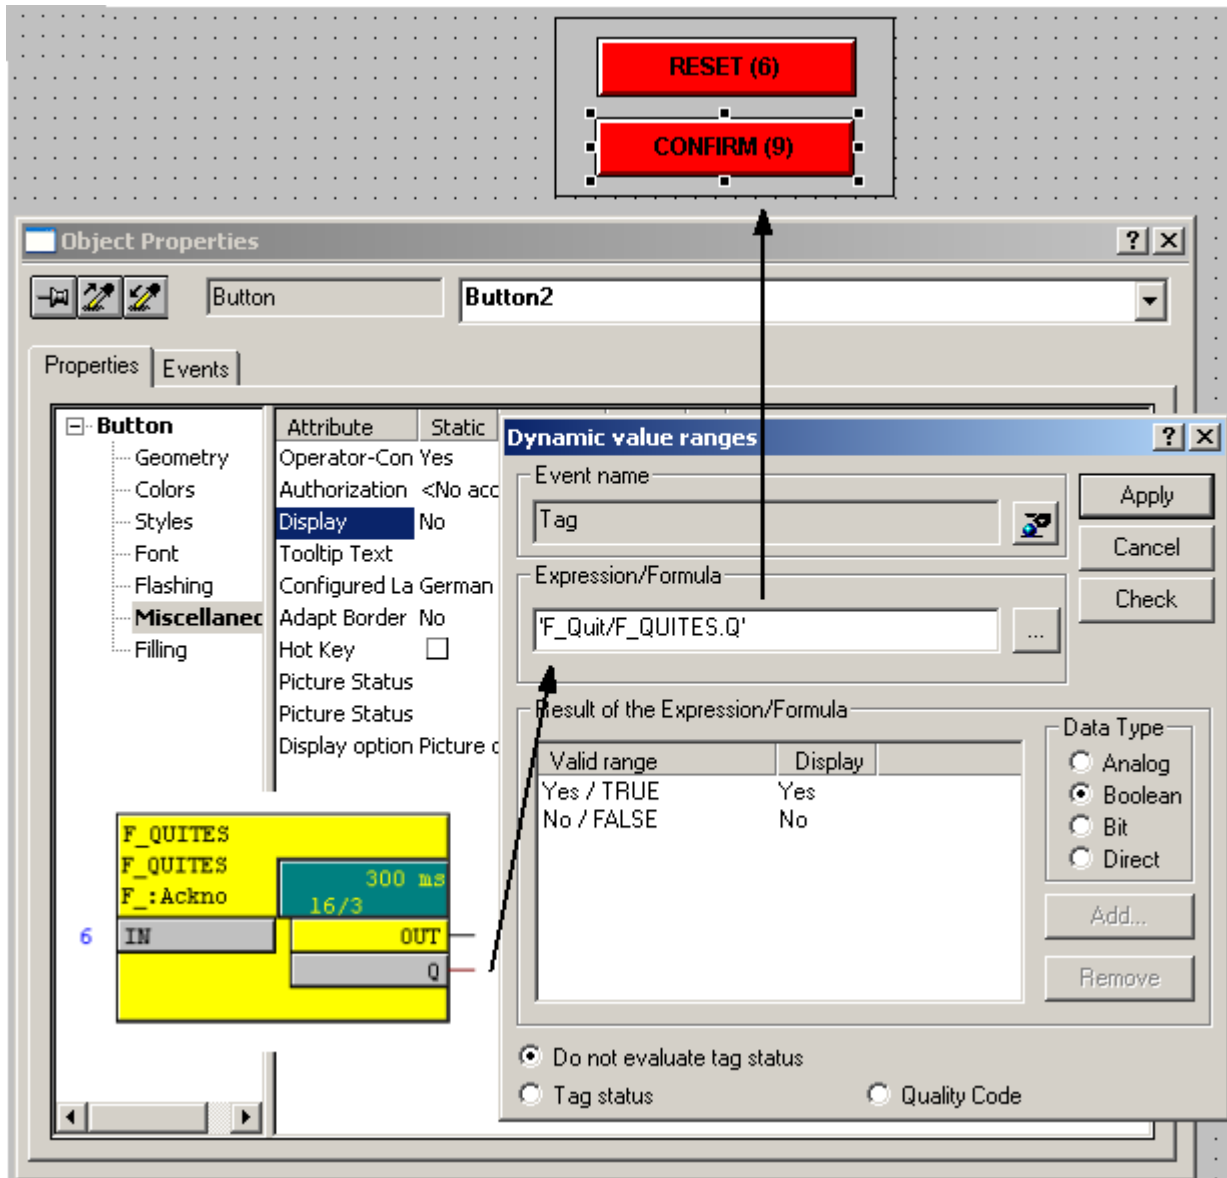 RESET (6)
CONFIRM (9)
Object Properties
Button
Button2
Properties
Events
Button
Geometry
Colors
Styles
Font
Flashing
Miscellanec
Filling
Attribute Static
Operator-Con Yes
Authorization <No acc
Display No
Tooltip Text
Configured La German
Adapt Border No
Hot Key
Picture Status
Picture Status
Display option Picture c
Dynamic value ranges
Event name
Tag
Expression/Formula
'F_Quit/F_QUITES.Q'
...
Apply
Cancel
Check
Result of the Expression/Formula
Valid range Display
Yes / TRUE Yes
No / FALSE No
Data Type
Analog
Boolean
Bit
Direct
Add...
Remove
Do not evaluate tag status
Tag status
Quality Code
F_QUITES
F_QUITES
F_:Ackno
300 ms
16/3
6 IN
OUT
Q